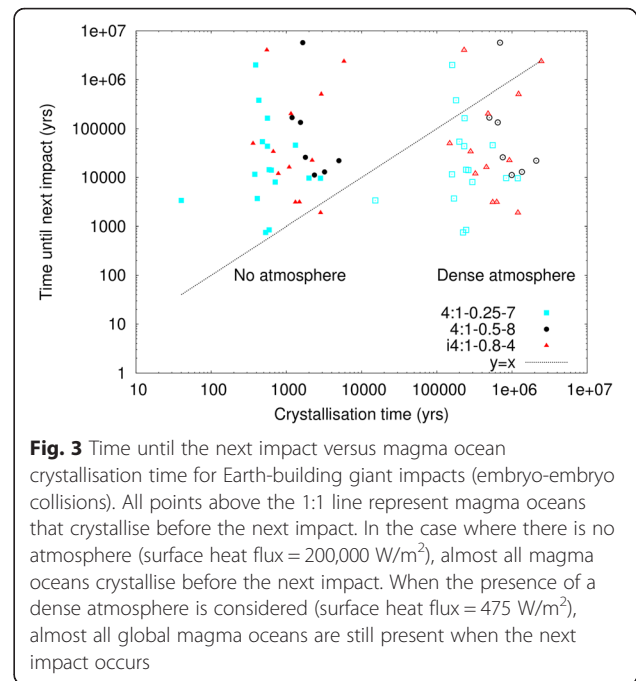 1e+07
1e+06
100000
10000
1000
100
10
1
Time until next impact (yrs)
No atmosphere
Dense atmosphere
4:1-0.25-7
4:1-0.5-8
i4:1-0.8-4
y=x
10
100
1000
10000
100000
1e+06
1e+07
Crystallisation time (yrs)
Fig. 3 Time until the next impact versus magma ocean
crystallisation time for Earth-building giant impacts (embryo-embryo
collisions). All points above the 1:1 line represent magma oceans
that crystallise before the next impact. In the case where there is no
atmosphere (surface heat flux = 200,000 W/m²), almost all magma
oceans crystallise before the next impact. When the presence of a
dense atmosphere is considered (surface heat flux = 475 W/m²),
almost all global magma oceans are still present when the next
impact occurs